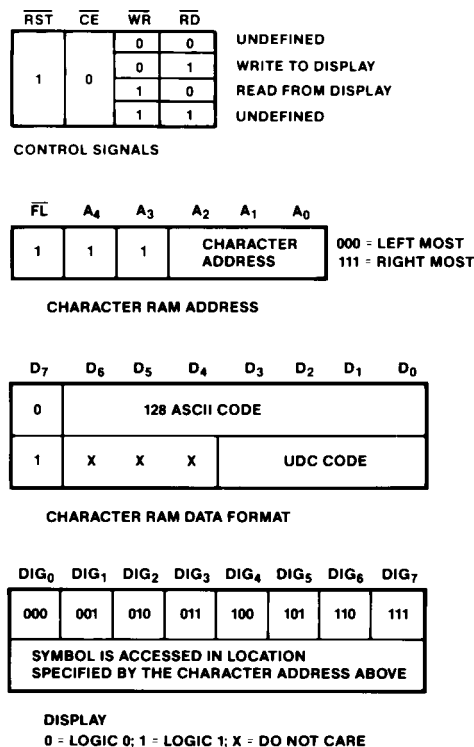 RST CE WR RD
0 0 UNDEFINED
0 1 WRITE TO DISPLAY
1 0
1 0 READ FROM DISPLAY
1 1 UNDEFINED
CONTROL SIGNALS
FL A4 A3 A2 A1 A0
1 1 1 CHARACTER ADDRESS
000 = LEFT MOST
111 = RIGHT MOST
CHARACTER RAM ADDRESS
D7 D6 D5 D4 D3 D2 D1 D0
0 128 ASCII CODE
1 X X X UDC CODE
CHARACTER RAM DATA FORMAT
DIG0 DIG1 DIG2 DIG3 DIG4 DIG5 DIG6 DIG7
000 001 010 011 100 101 110 111
SYMBOL IS ACCESSED IN LOCATION
SPECIFIED BY THE CHARACTER ADDRESS ABOVE
DISPLAY
0 = LOGIC 0; 1 = LOGIC 1; X = DO NOT CARE